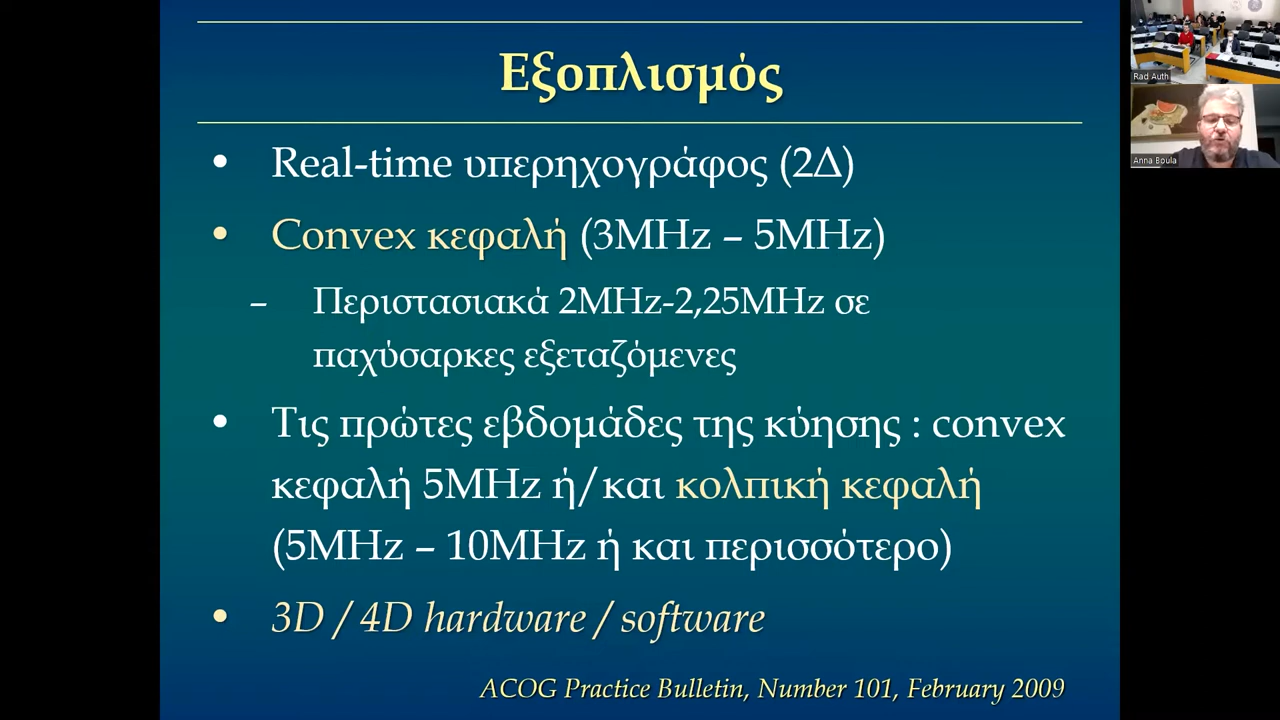 Εξοπλισμός
• Real-time υπερηχογράφος (2Δ)
• Convex κεφαλή (3MHz – 5MHz)
– Περιστασιακά 2MHz-2,25MHz σε
παχύσαρκες εξεταζόμενες
• Τις πρώτες εβδομάδες της κύησης : convex
κεφαλή 5MHz ή/και κολπική κεφαλή
(5MHz – 10MHz ή και περισσότερο)
• 3D / 4D hardware / software
ACOG Practice Bulletin, Number 101, February 2009
Rad Auth
Anna Boula